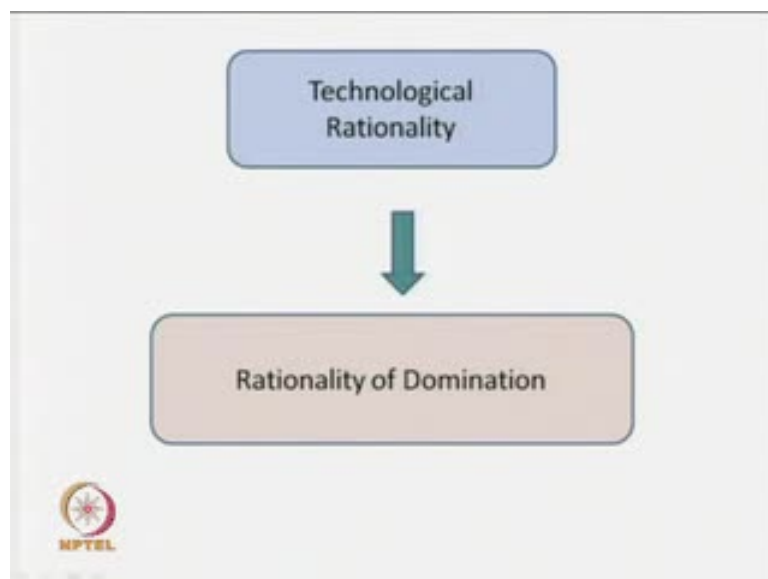 Technological
Rationality
Rationality of Domination
NPTEL